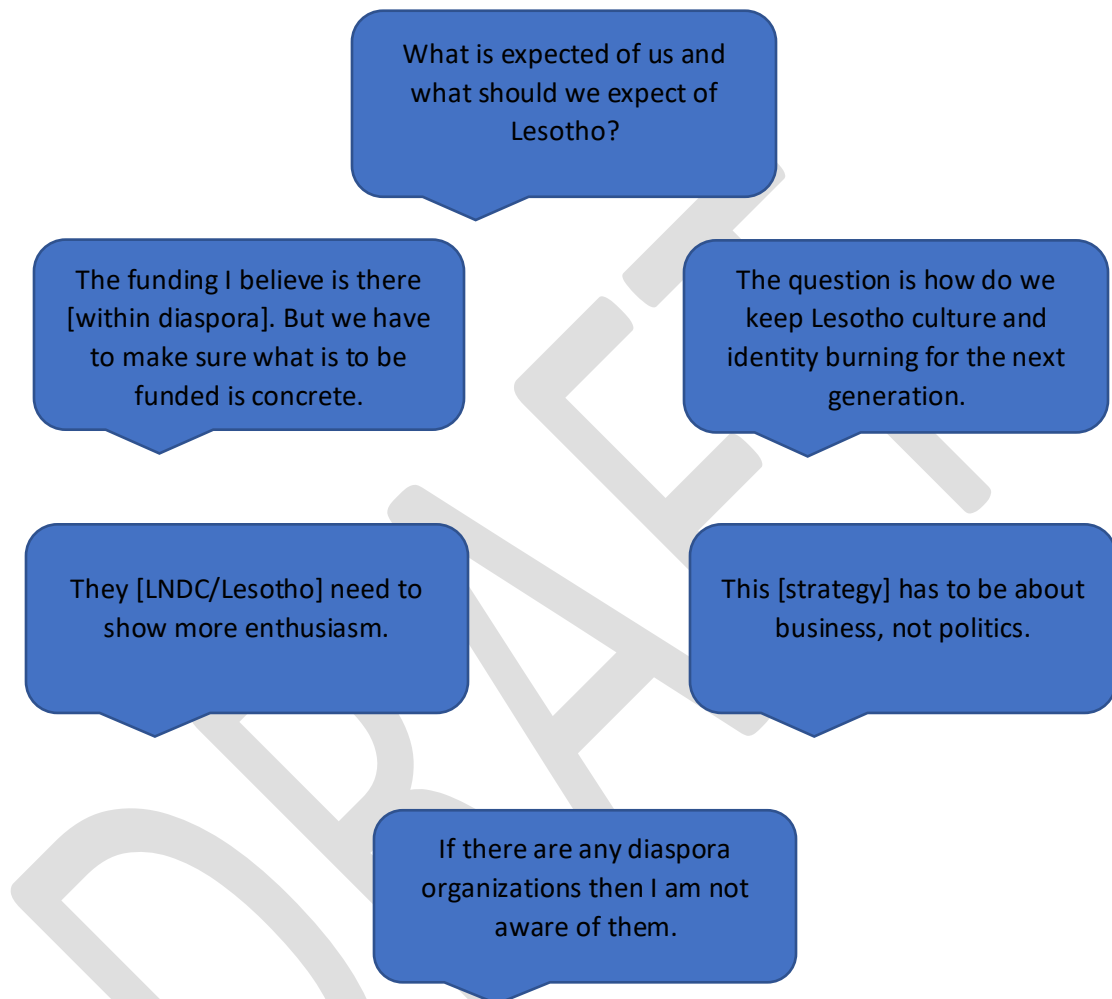 What is expected of us and
what should we expect of
Lesotho?
The funding I believe is there
[within diaspora]. But we have
to make sure what is to be
funded is concrete.
The question is how do we
keep Lesotho culture and
identity burning for the next
generation.
They [LNDC/Lesotho] need to
show more enthusiasm.
This [strategy] has to be about
business, not politics.
If there are any diaspora
organizations then I am not
aware of them.
DRAFT